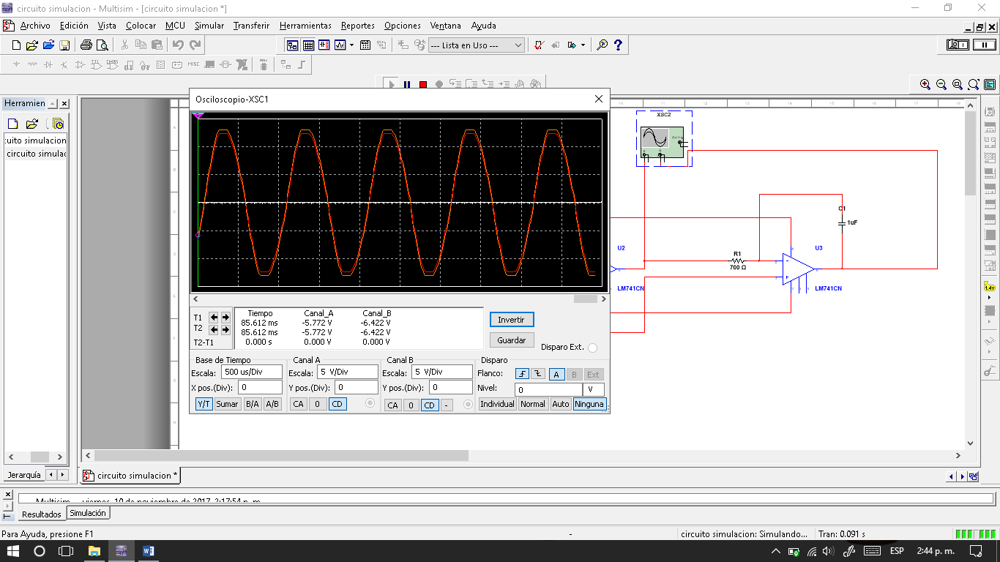 circuito simulacion - Multisim - [circuito simulacion *]
Archivo Edición Vista Colocar MCU Simular Transferir Herramientas Reportes Opciones Ventana Ayuda
--- Lista en Uso ---
MISC
Herramien
circuito simulac
Osciloscopio-XSC1
T1
T2
T2-T1
Tiempo Canal_A Canal_B
85.612 ms -5.772 V -6.422 V
85.612 ms -5.772 V -6.422 V
0.000 s 0.000 V 0.000 V
Invertir
Guardar
Disparo Ext.
Base de Tiempo
Escala: 500 us/Div
X pos.(Div): 0
Y/T Sumar B/A A/B
Canal A
Escala: 5 V/Div
Y pos.(Div): 0
CA 0 CD
Canal B
Escala: 5 V/Div
Y pos.(Div): 0
CA 0 CD -
Disparo
Flanco: A B Ext
Nivel: 0 V
Individual Normal Auto Ninguna
XSC2
C1
1uF
U2
LM741CN
R1
700 Ω
U3
LM741CN
1.4v
Jerarquía
circuito simulacion *
Multisim - viernes, 10 de noviembre de 2017, 2:17:54 p. m.
Resultados Simulación
Para Ayuda, presione F1
-
circuito simulacion: Simulando...
Tran: 0.091 s
ESP
2:44 p. m.